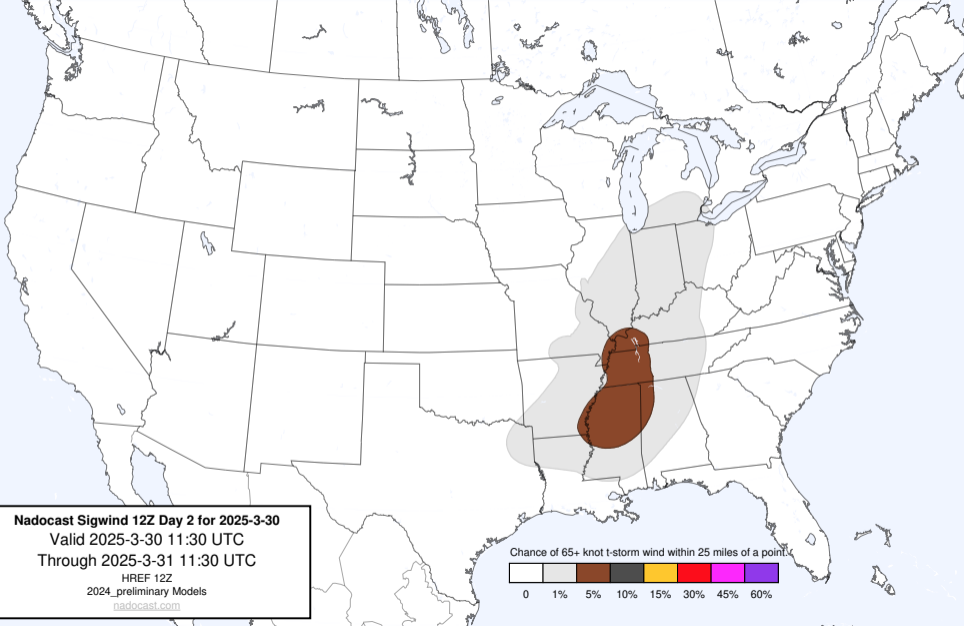 Nadocast Sigwind 12Z Day 2 for 2025-3-30
Valid 2025-3-30 11:30 UTC
Through 2025-3-31 11:30 UTC
HREF 12Z
2024_preliminary Models
nadocast.com
Chance of 65+ knot t-storm wind within 25 miles of a point.
0 1% 5% 10% 15% 30% 45% 60%